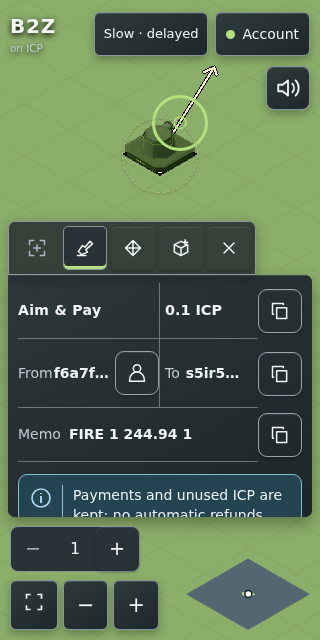 B2Z
on ICP
Slow · delayed
Account
Aim & Pay
0.1 ICP
From f6a7f…
To s5ir5…
Memo FIRE 1 244.94 1
Payments and unused ICP are
kept; no automatic refunds
− 1 +
− +